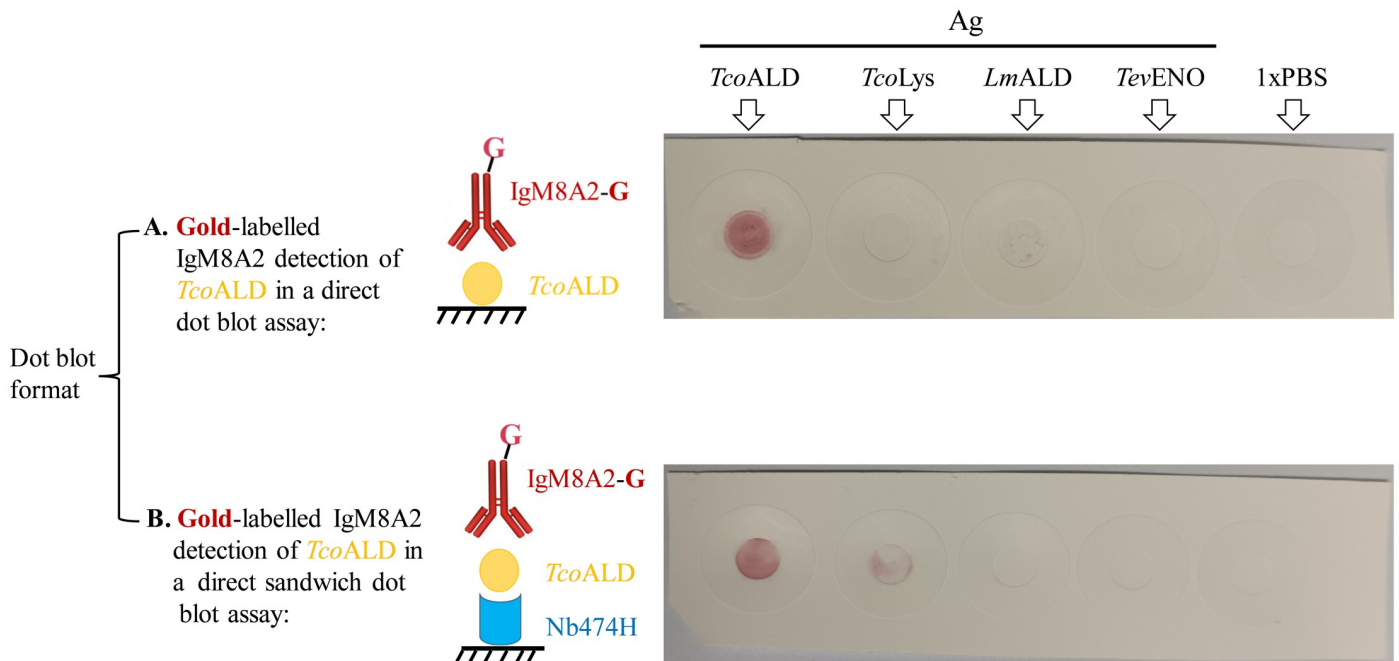 Ag
TcoALD TcoLys LmALD TevENO 1xPBS
G
IgM8A2-G
TcoALD
A. Gold-labelled
IgM8A2 detection of
TcoALD in a direct
dot blot assay:
Dot blot
format
G
IgM8A2-G
TcoALD
Nb474H
B. Gold-labelled IgM8A2
detection of TcoALD in
a direct sandwich dot
blot assay: